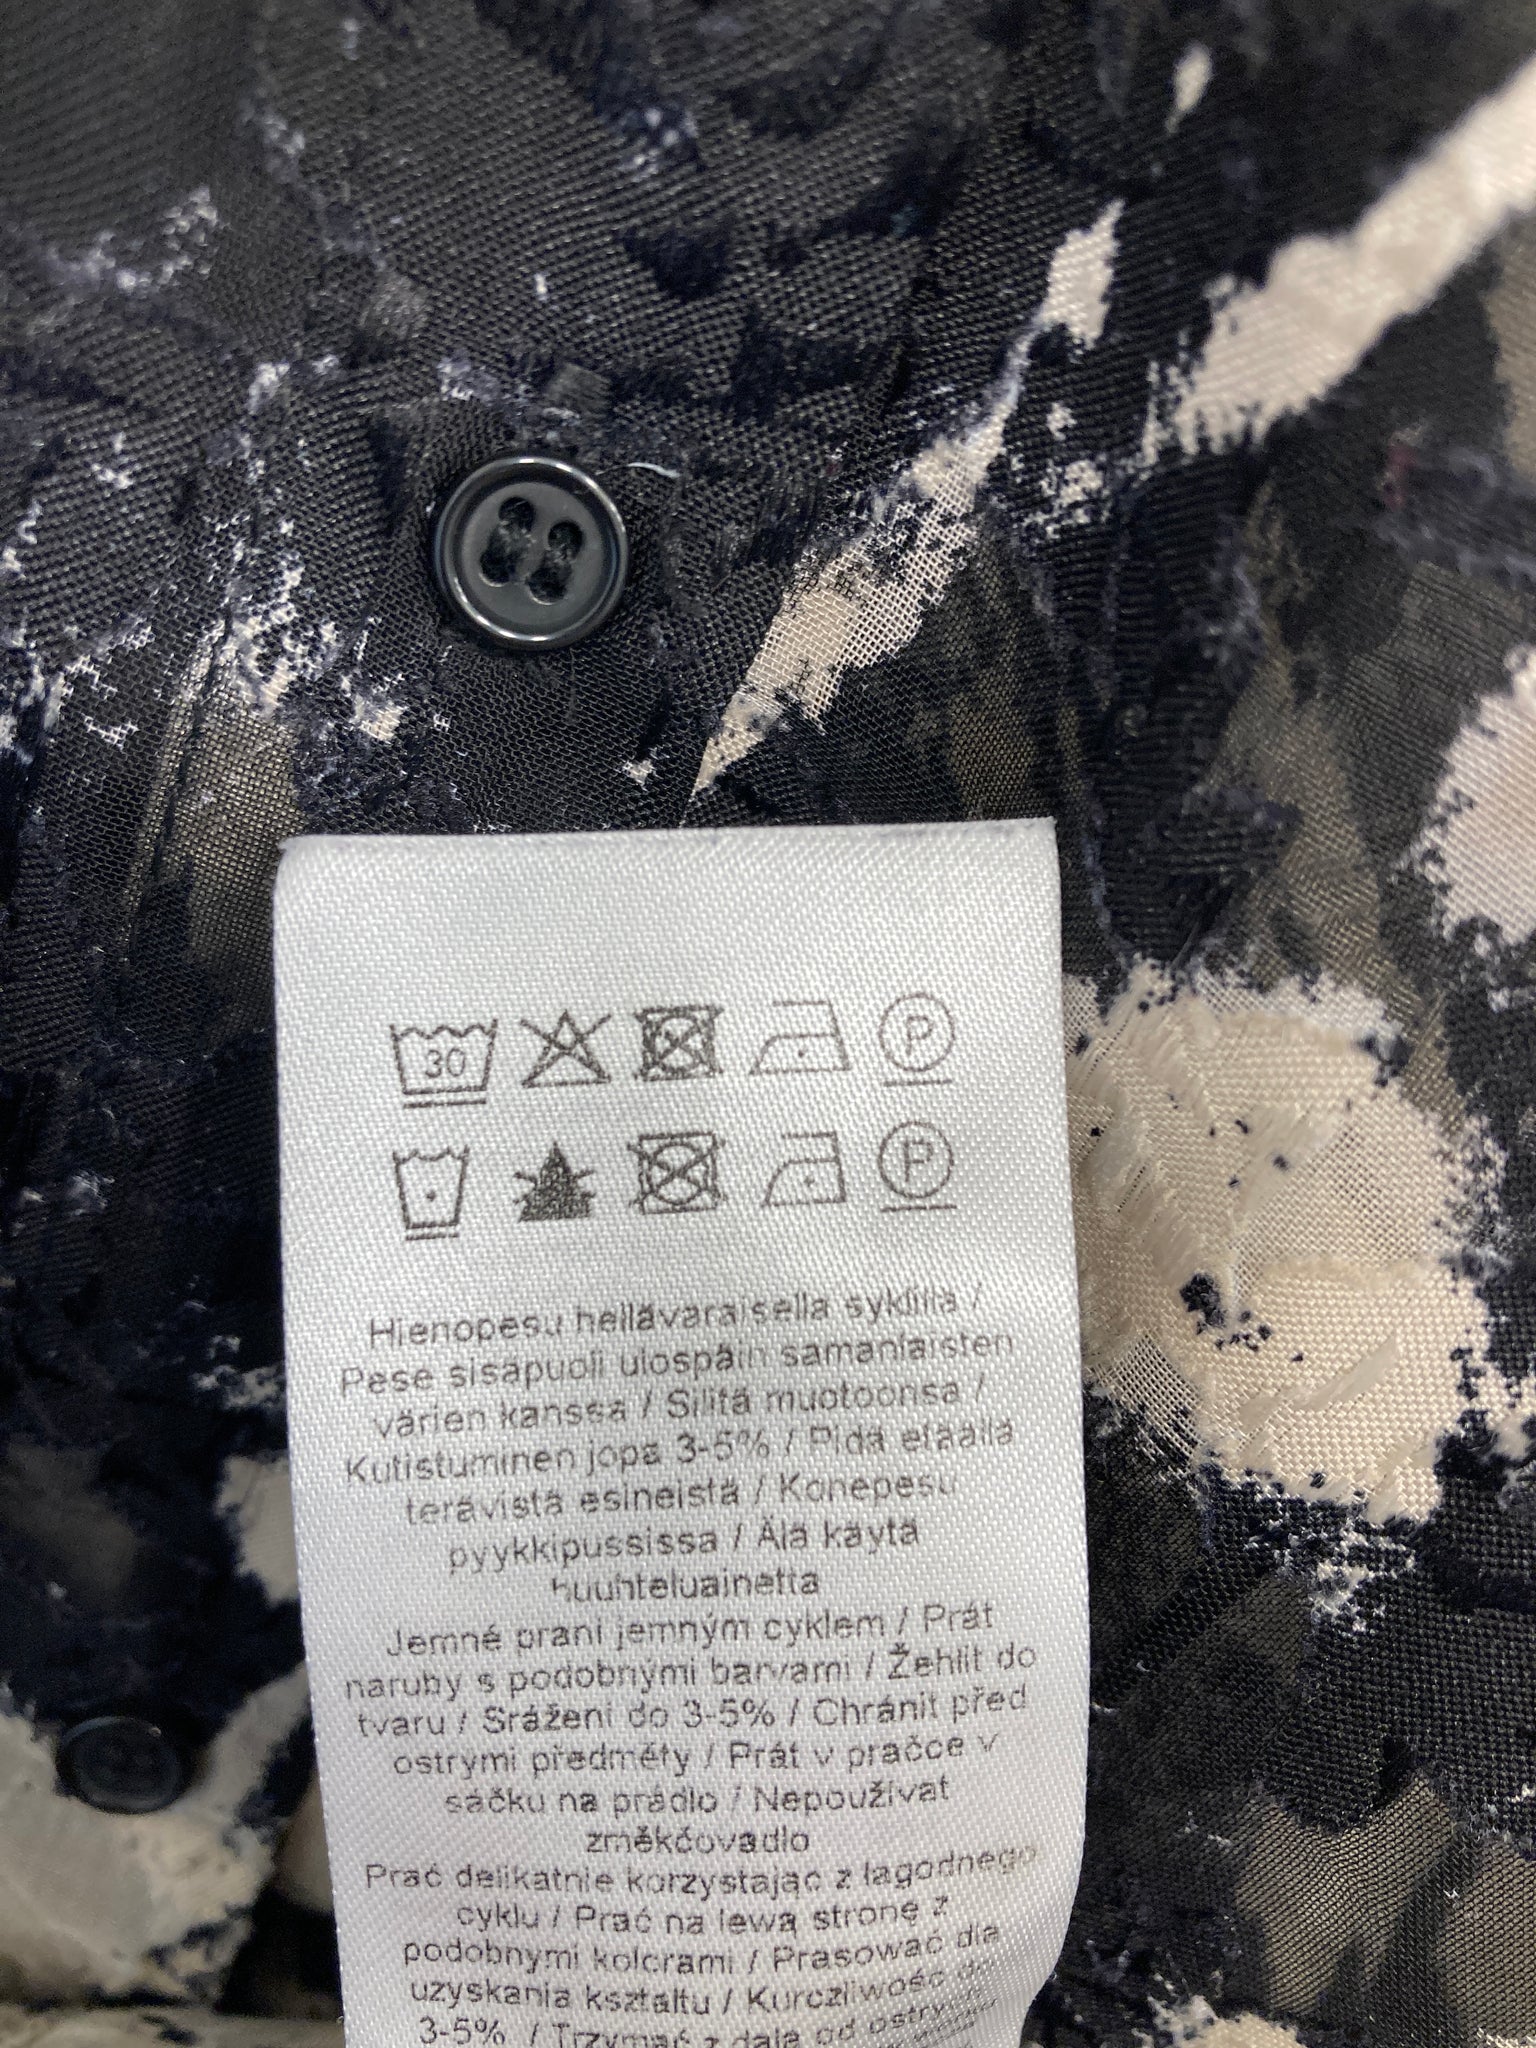 30 P
P
Hienopesu hellävaraisella syklillä /
Pese sisäpuoli ulospäin samanlaisten
värien kanssa / Silitä muotoonsa /
Kutistuminen jopa 3-5% / Pidä etäällä
terävistä esineistä / Konepesu
pyykkipussissa / Älä käytä
huuhteluainetta
Jemné praní jemným cyklem / Prát
naruby s podobnými barvami / Žehlit do
tvaru / Srážení do 3-5% / Chránit před
ostrými předměty / Prát v pračce v
sáčku na prádlo / Nepoužívat
změkčovadlo
Prać delikatnie korzystając z łagodnego
cyklu / Prać na lewą stronę z
podobnymi kolorami / Prasować dla
uzyskania kształtu / Kurczliwość do
3-5% / Trzymać z dala od